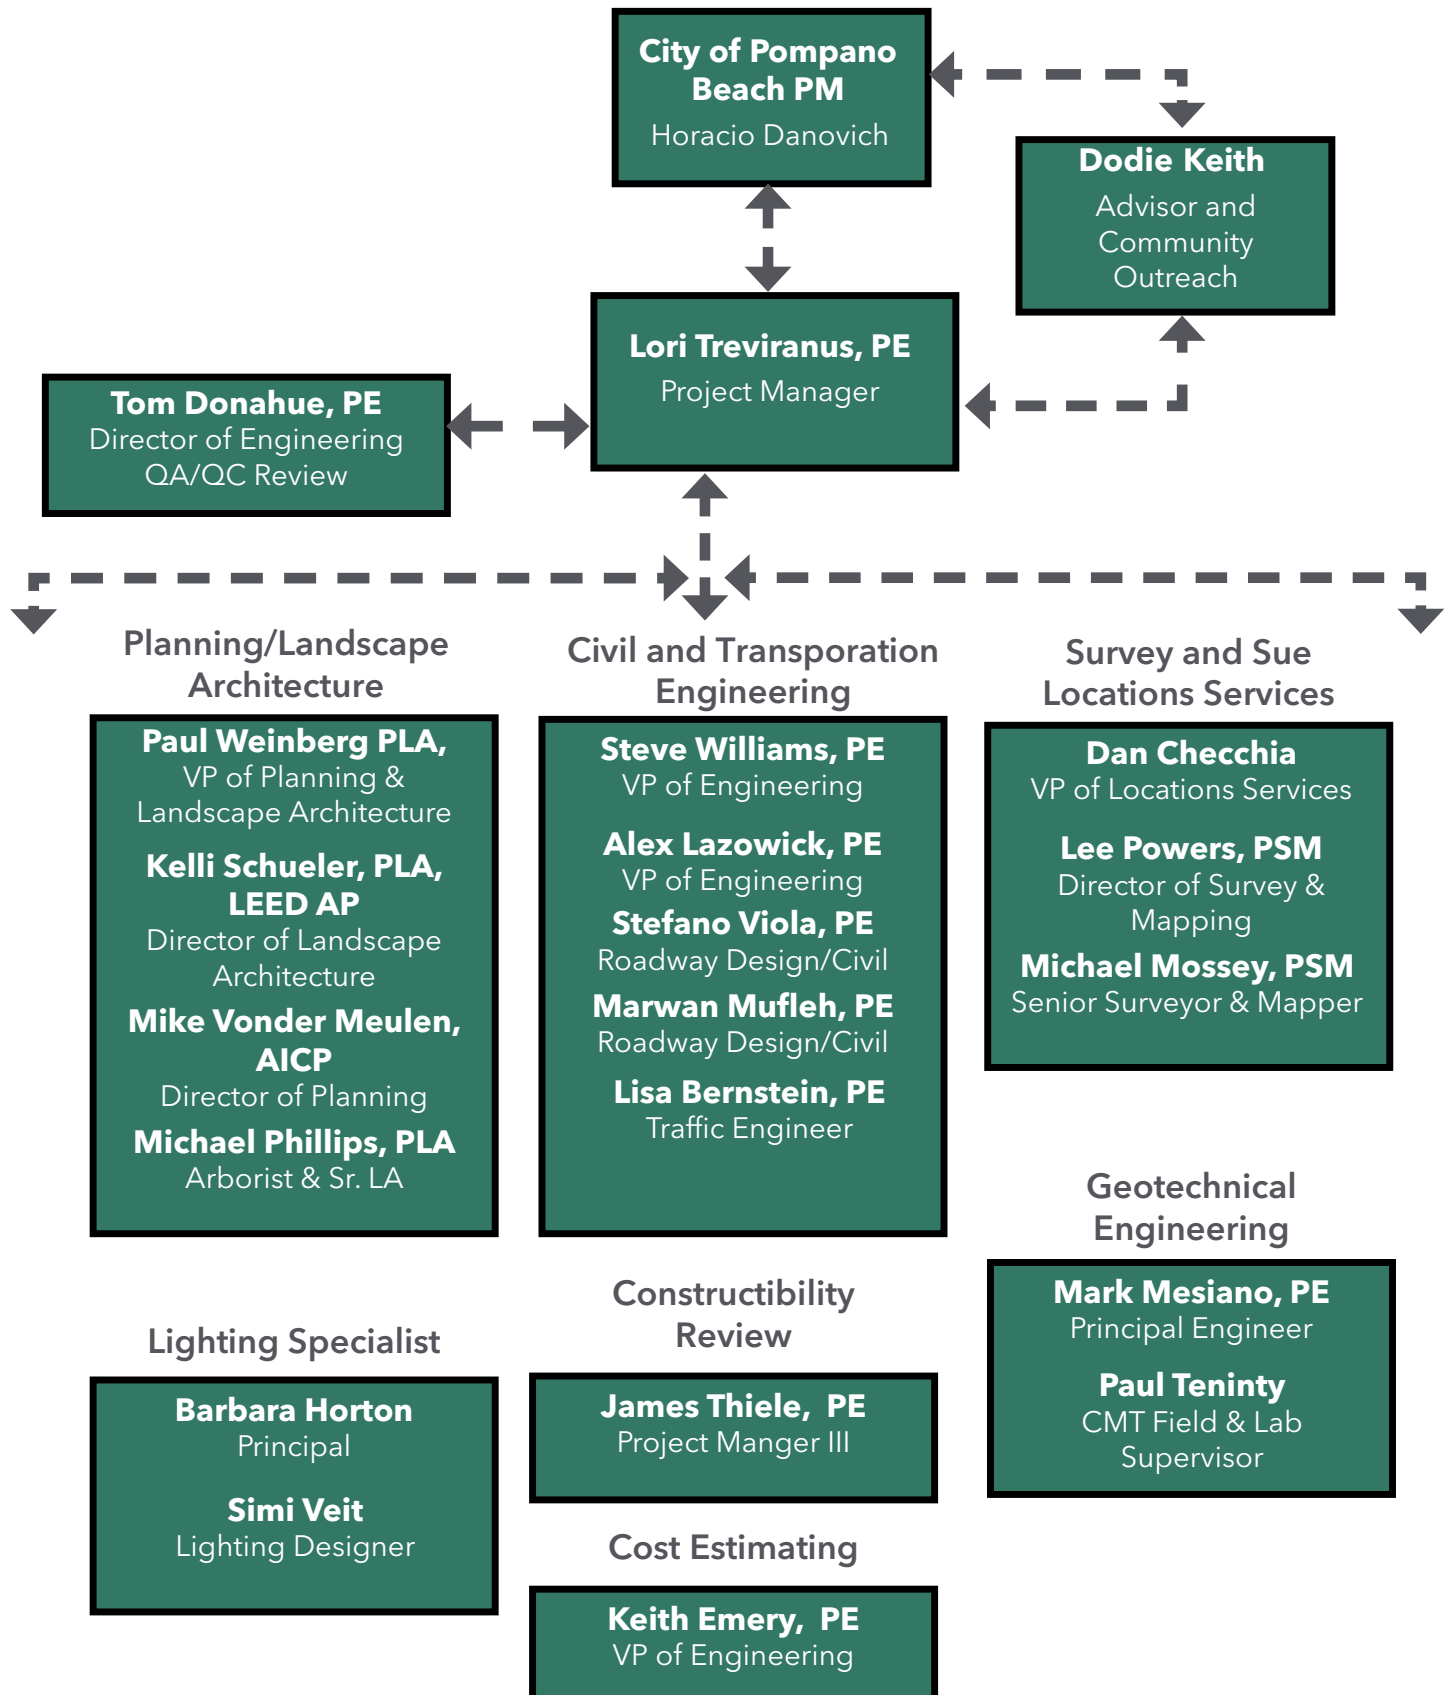 City of Pompano
Beach PM
Horacio Danovich
Dodie Keith
Advisor and
Community
Outreach
Lori Treviranus, PE
Project Manager
Tom Donahue, PE
Director of Engineering
QA/QC Review
Planning/Landscape
Architecture
Paul Weinberg PLA,
VP of Planning &
Landscape Architecture
Kelli Schueler, PLA,
LEED AP
Director of Landscape
Architecture
Mike Vonder Meulen,
AICP
Director of Planning
Michael Phillips, PLA
Arborist & Sr. LA
Civil and Transporation
Engineering
Steve Williams, PE
VP of Engineering
Alex Lazowick, PE
VP of Engineering
Stefano Viola, PE
Roadway Design/Civil
Marwan Mufleh, PE
Roadway Design/Civil
Lisa Bernstein, PE
Traffic Engineer
Survey and Sue
Locations Services
Dan Checchia
VP of Locations Services
Lee Powers, PSM
Director of Survey &
Mapping
Michael Mossey, PSM
Senior Surveyor & Mapper
Geotechnical
Engineering
Mark Mesiano, PE
Principal Engineer
Paul Teninty
CMT Field & Lab
Supervisor
Lighting Specialist
Barbara Horton
Principal
Simi Veit
Lighting Designer
Constructibility
Review
James Thiele, PE
Project Manger III
Cost Estimating
Keith Emery, PE
VP of Engineering